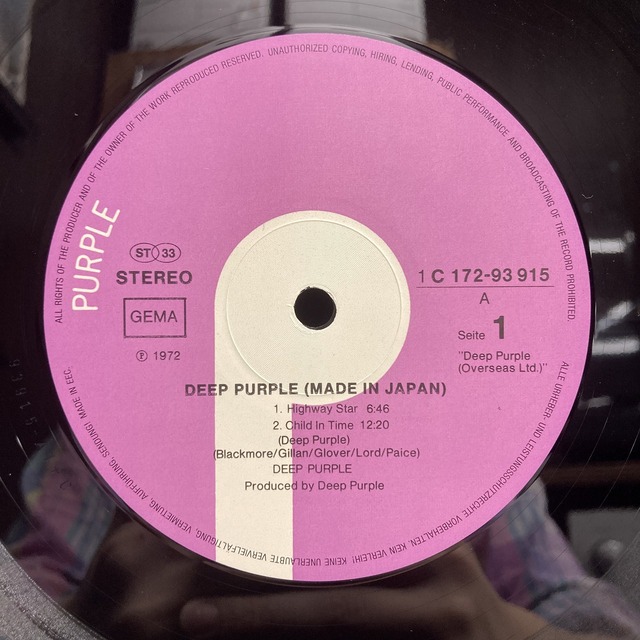 ALL RIGHTS OF THE PRODUCER AND OF THE OWNER OF THE WORK REPRODUCED RESERVED. UNAUTHORIZED COPYING, HIRING, LENDING, PUBLIC PERFORMANCE AND BROADCASTING OF THE RECORD PROHIBITED.
PURPLE
ST 33
STEREO
GEMA
℗ 1972
1 C 172-93 915
A
Seite 1
"Deep Purple
(Overseas Ltd.)"
DEEP PURPLE (MADE IN JAPAN)
1. Highway Star 6:46
2. Child In Time 12:20
(Deep Purple)
(Blackmore/Gillan/Glover/Lord/Paice)
DEEP PURPLE
Produced by Deep Purple
ALLE URHEBER- UND LEISTUNGSSCHUTZRECHTE VORBEHALTEN. KEIN VERLEIH! KEINE UNERLAUBTE VERVIELFÄLTIGUNG, VERMIETUNG, AUFFÜHRUNG, SENDUNG! MADE IN EEC.